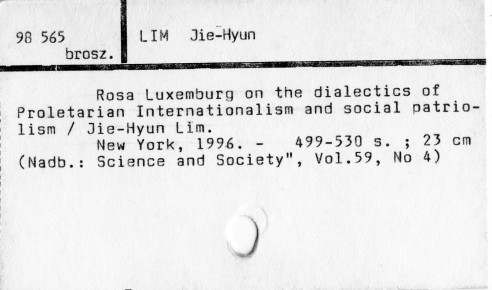 98 565 LIM Jie-Hyun
brosz.
Rosa Luxemburg on the dialectics of
Proletarian Internationalism and social patrio-
lism / Jie-Hyun Lim.
New York, 1996. - 499-530 s. ; 23 cm
(Nadb.: Science and Society", Vol.59, No 4)